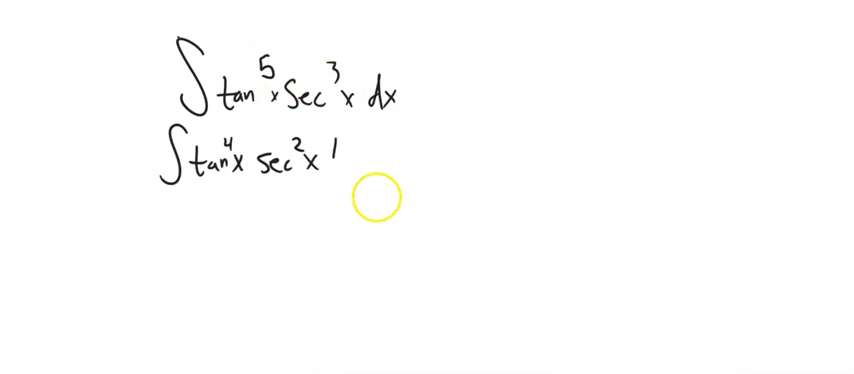 ∫ tan⁵x sec³x dx
∫ tan⁴x sec²x